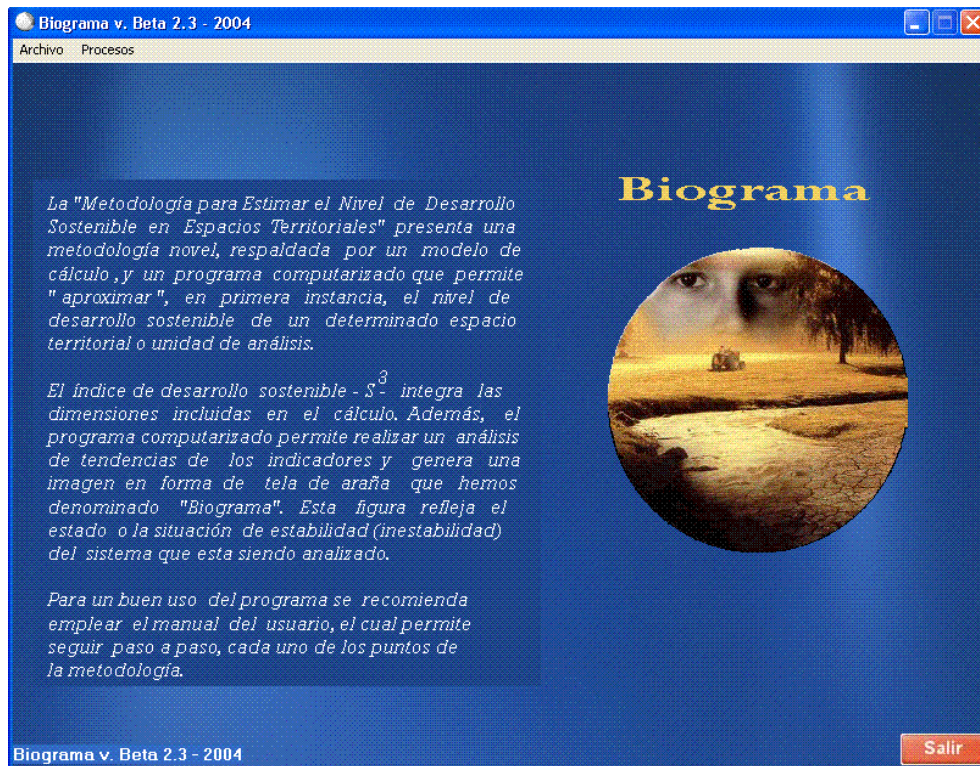 Biograma v. Beta 2.3 - 2004
Archivo Procesos
Biograma
La "Metodología para Estimar el Nivel de Desarrollo
Sostenible en Espacios Territoriales" presenta una
metodología novel, respaldada por un modelo de
cálculo ,y un programa computarizado que permite
" aproximar ", en primera instancia, el nivel de
desarrollo sostenible de un determinado espacio
territorial o unidad de análisis.
El índice de desarrollo sostenible - S³ - integra las
dimensiones incluidas en el cálculo. Además, el
programa computarizado permite realizar un análisis
de tendencias de los indicadores y genera una
imagen en forma de tela de araña que hemos
denominado "Biograma". Esta figura refleja el
estado o la situación de estabilidad (inestabilidad)
del sistema que esta siendo analizado.
Para un buen uso del programa se recomienda
emplear el manual del usuario, el cual permite
seguir paso a paso, cada uno de los puntos de
la metodología.
Biograma v. Beta 2.3 - 2004
Salir